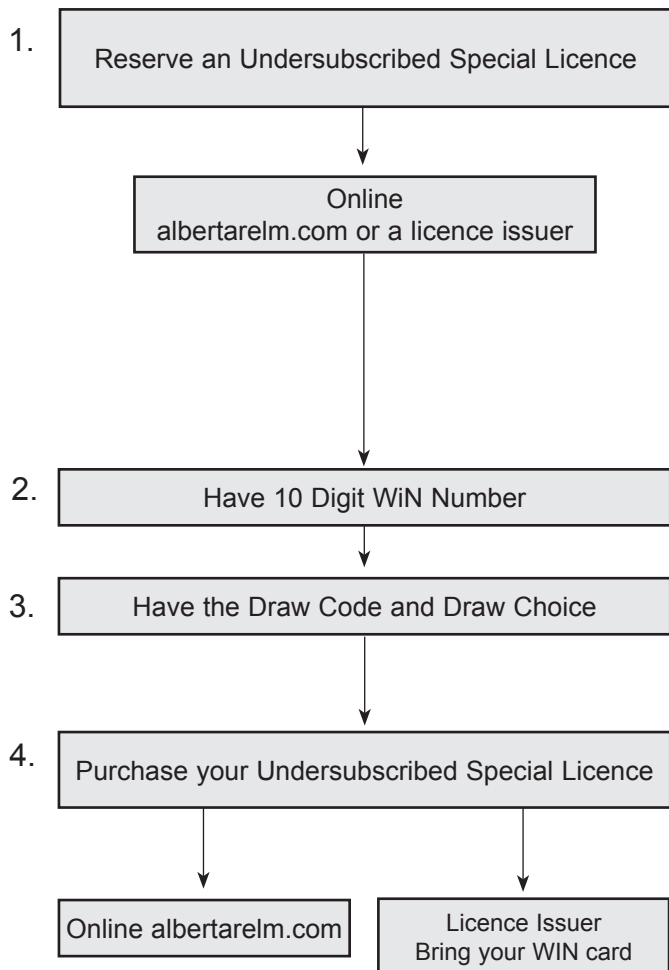 1.
Reserve an Undersubscribed Special Licence
Online
albertarelm.com or a licence issuer
2.
Have 10 Digit WiN Number
3.
Have the Draw Code and Draw Choice
4.
Purchase your Undersubscribed Special Licence
Online albertarelm.com
Licence Issuer
Bring your WIN card